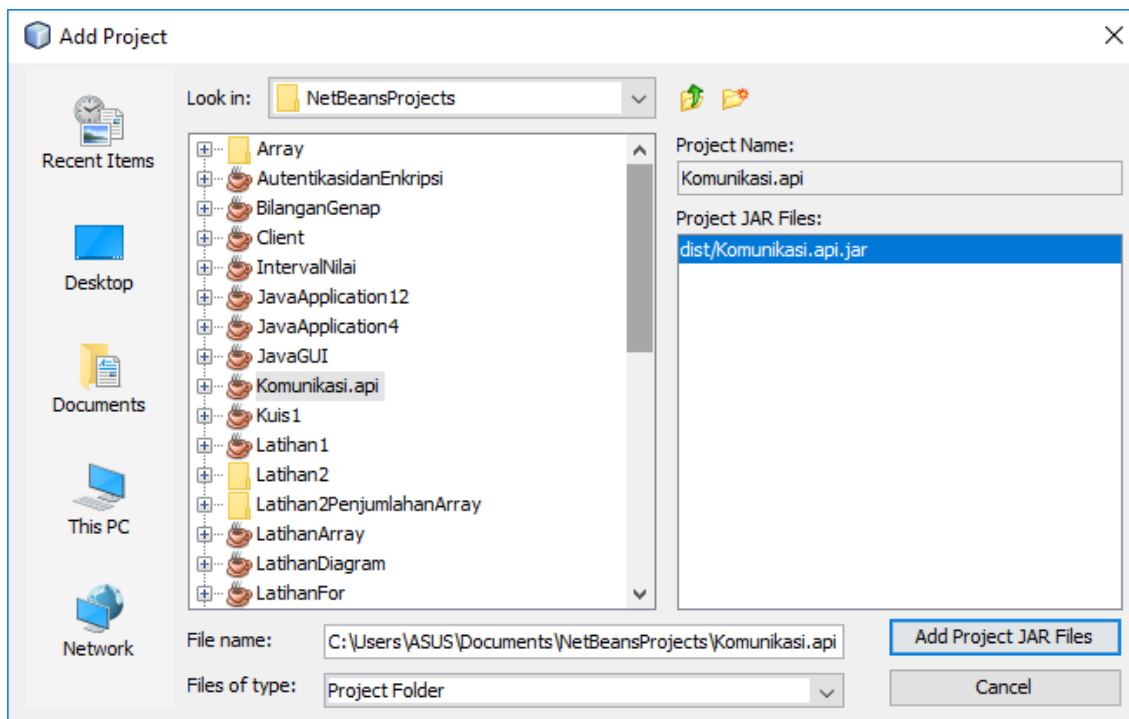 Add Project
Look in:
NetBeansProjects
Recent Items
Desktop
Documents
This PC
Network
Array
AutentikasidanEnkripsi
BilanganGenap
Client
IntervalNilai
JavaApplication12
JavaApplication4
JavaGUI
Komunikasi.api
Kuis1
Latihan1
Latihan2
Latihan2PenjumlahanArray
LatihanArray
LatihanDiagram
LatihanFor
Project Name:
Komunikasi.api
Project JAR Files:
dist/Komunikasi.api.jar
File name:
C:\Users\ASUS\Documents\NetBeansProjects\Komunikasi.api
Add Project JAR Files
Files of type:
Project Folder
Cancel